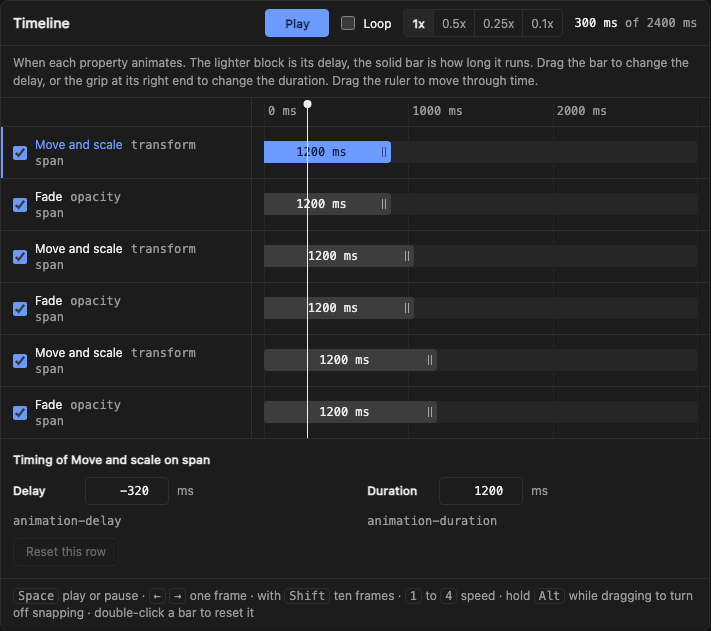 Timeline
Play Loop 1x 0.5x 0.25x 0.1x 300 ms of 2400 ms
When each property animates. The lighter block is its delay, the solid bar is how long it runs. Drag the bar to change the
delay, or the grip at its right end to change the duration. Drag the ruler to move through time.
0 ms 1000 ms 2000 ms
Move and scale transform
span
1200 ms
Fade opacity
span
1200 ms
Move and scale transform
span
1200 ms
Fade opacity
span
1200 ms
Move and scale transform
span
1200 ms
Fade opacity
span
1200 ms
Timing of Move and scale on span
Delay -320 ms
Duration 1200 ms
animation-delay
animation-duration
Reset this row
Space play or pause · ← → one frame · with Shift ten frames · 1 to 4 speed · hold Alt while dragging to turn
off snapping · double-click a bar to reset it